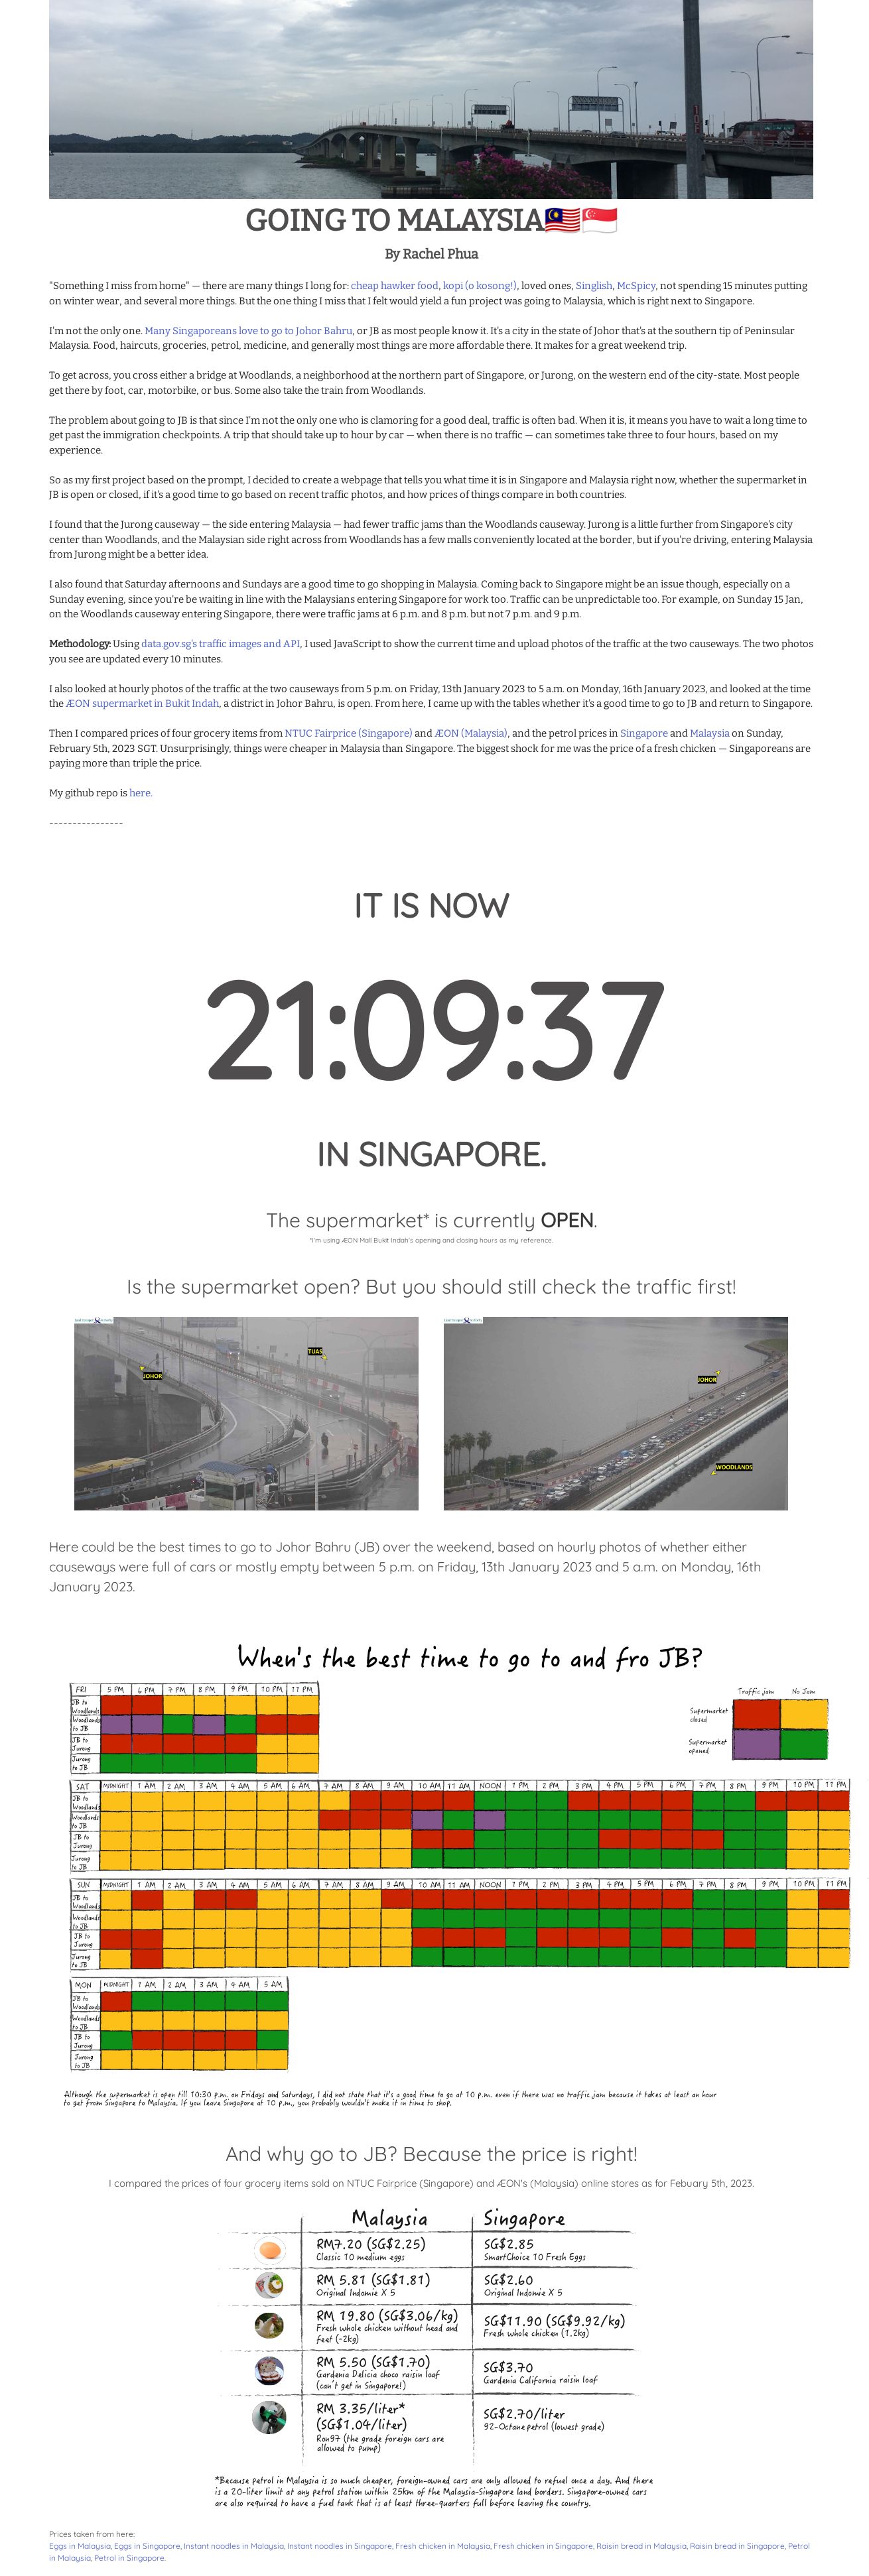 GOING TO MALAYSIA🇲🇾🇸🇬
By Rachel Phua
"Something I miss from home" — there are many things I long for: cheap hawker food, kopi (o kosong!), loved ones, Singlish, McSpicy, not spending 15 minutes putting
on winter wear, and several more things. But the one thing I miss that I felt would yield a fun project was going to Malaysia, which is right next to Singapore.
I'm not the only one. Many Singaporeans love to go to Johor Bahru, or JB as most people know it. It's a city in the state of Johor that's at the southern tip of Peninsular
Malaysia. Food, haircuts, groceries, petrol, medicine, and generally most things are more affordable there. It makes for a great weekend trip.
To get across, you cross either a bridge at Woodlands, a neighborhood at the northern part of Singapore, or Jurong, on the western end of the city-state. Most people
get there by foot, car, motorbike, or bus. Some also take the train from Woodlands.
The problem about going to JB is that since I'm not the only one who is clamoring for a good deal, traffic is often bad. When it is, it means you have to wait a long time to
get past the immigration checkpoints. A trip that should take up to hour by car — when there is no traffic — can sometimes take three to four hours, based on my
experience.
So as my first project based on the prompt, I decided to create a webpage that tells you what time it is in Singapore and Malaysia right now, whether the supermarket in
JB is open or closed, if it's a good time to go based on recent traffic photos, and how prices of things compare in both countries.
I found that the Jurong causeway — the side entering Malaysia — had fewer traffic jams than the Woodlands causeway. Jurong is a little further from Singapore's city
center than Woodlands, and the Malaysian side right across from Woodlands has a few malls conveniently located at the border, but if you're driving, entering Malaysia
from Jurong might be a better idea.
I also found that Saturday afternoons and Sundays are a good time to go shopping in Malaysia. Coming back to Singapore might be an issue though, especially on a
Sunday evening, since you're be waiting in line with the Malaysians entering Singapore for work too. Traffic can be unpredictable too. For example, on Sunday 15 Jan,
on the Woodlands causeway entering Singapore, there were traffic jams at 6 p.m. and 8 p.m. but not 7 p.m. and 9 p.m.
Methodology: Using data.gov.sg's traffic images and API, I used JavaScript to show the current time and upload photos of the traffic at the two causeways. The two photos
you see are updated every 10 minutes.
I also looked at hourly photos of the traffic at the two causeways from 5 p.m. on Friday, 13th January 2023 to 5 a.m. on Monday, 16th January 2023, and looked at the time
the ÆON supermarket in Bukit Indah, a district in Johor Bahru, is open. From here, I came up with the tables whether it's a good time to go to JB and return to Singapore.
Then I compared prices of four grocery items from NTUC Fairprice (Singapore) and ÆON (Malaysia), and the petrol prices in Singapore and Malaysia on Sunday,
February 5th, 2023 SGT. Unsurprisingly, things were cheaper in Malaysia than Singapore. The biggest shock for me was the price of a fresh chicken — Singaporeans are
paying more than triple the price.
My github repo is here.
----------------
IT IS NOW
21:09:37
IN SINGAPORE.
The supermarket* is currently OPEN.
*I'm using ÆON Mall Bukit Indah's opening and closing hours as my reference.
Is the supermarket open? But you should still check the traffic first!
JOHOR TUAS
JOHOR
WOODLANDS
Here could be the best times to go to Johor Bahru (JB) over the weekend, based on hourly photos of whether either
causeways were full of cars or mostly empty between 5 p.m. on Friday, 13th January 2023 and 5 a.m. on Monday, 16th
January 2023.
When's the best time to go to and fro JB?
Traffic jam No Jam
Supermarket closed
Supermarket opened
FRI 5 PM 6 PM 7 PM 8 PM 9 PM 10 PM 11 PM
JB to Woodlands
Woodlands to JB
JB to Jurong
Jurong to JB
SAT MIDNIGHT 1 AM 2 AM 3 AM 4 AM 5 AM 6 AM 7 AM 8 AM 9 AM 10 AM 11 AM NOON 1 PM 2 PM 3 PM 4 PM 5 PM 6 PM 7 PM 8 PM 9 PM 10 PM 11 PM
JB to Woodlands
Woodlands to JB
JB to Jurong
Jurong to JB
SUN MIDNIGHT 1 AM 2 AM 3 AM 4 AM 5 AM 6 AM 7 AM 8 AM 9 AM 10 AM 11 AM NOON 1 PM 2 PM 3 PM 4 PM 5 PM 6 PM 7 PM 8 PM 9 PM 10 PM 11 PM
JB to Woodlands
Woodlands to JB
JB to Jurong
Jurong to JB
MON MIDNIGHT 1 AM 2 AM 3 AM 4 AM 5 AM
JB to Woodlands
Woodlands to JB
JB to Jurong
Jurong to JB
Although the supermarket is open till 10:30 p.m. on Fridays and Saturdays, I did not state that it's a good time to go at 10 p.m. even if there was no traffic jam because it takes at least an hour
to get from Singapore to Malaysia. If you leave Singapore at 10 p.m., you probably wouldn't make it in time to shop.
And why go to JB? Because the price is right!
I compared the prices of four grocery items sold on NTUC Fairprice (Singapore) and ÆON's (Malaysia) online stores as for Febuary 5th, 2023.
Malaysia Singapore
RM7.20 (SG$2.25)
Classic 10 medium eggs
SG$2.85
SmartChoice 10 Fresh Eggs
RM 5.81 (SG$1.81)
Original Indomie X 5
SG$2.60
Original Indomie X 5
RM 19.80 (SG$3.06/kg)
Fresh whole chicken without head and
feet (~2kg)
SG$11.90 (SG$9.92/kg)
Fresh whole chicken (1.2kg)
RM 5.50 (SG$1.70)
Gardenia Delicia choco raisin loaf
(can't get in Singapore!)
SG$3.70
Gardenia California raisin loaf
RM 3.35/liter*
(SG$1.04/liter)
Ron97 (the grade foreign cars are
allowed to pump)
SG$2.70/liter
92-Octane petrol (lowest grade)
*Because petrol in Malaysia is so much cheaper, foreign-owned cars are only allowed to refuel once a day. And there
is a 20-liter limit at any petrol station within 25km of the Malaysia-Singapore land borders. Singapore-owned cars
are also required to have a fuel tank that is at least three-quarters full before leaving the country.
Prices taken from here:
Eggs in Malaysia, Eggs in Singapore, Instant noodles in Malaysia, Instant noodles in Singapore, Fresh chicken in Malaysia, Fresh chicken in Singapore, Raisin bread in Malaysia, Raisin bread in Singapore, Petrol
in Malaysia, Petrol in Singapore.